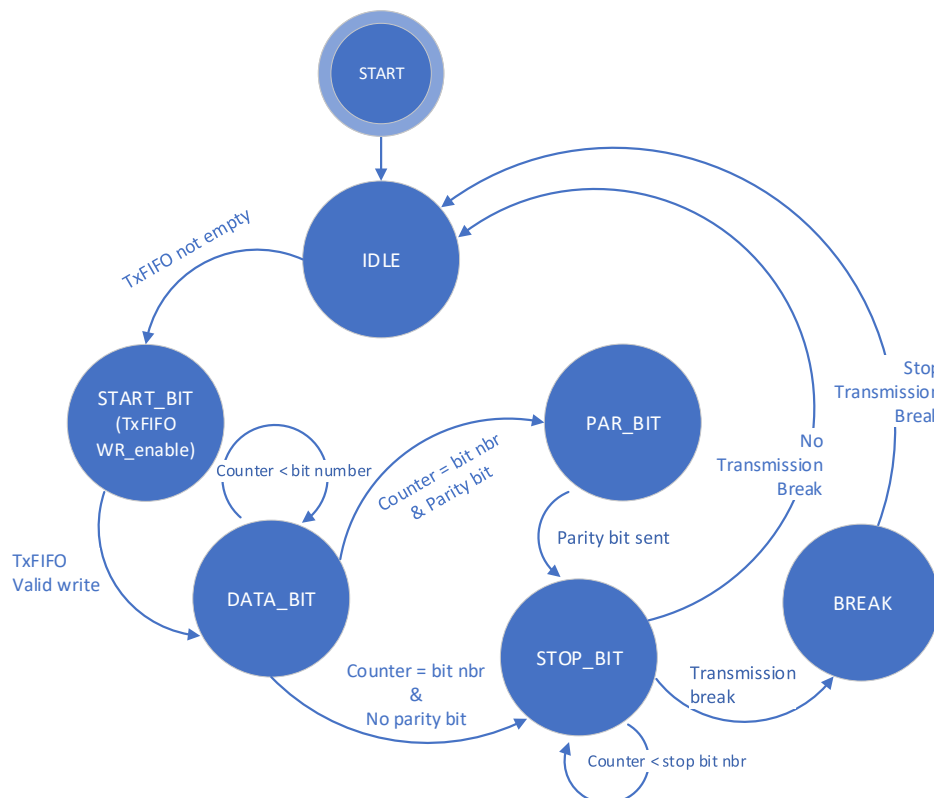 START
IDLE
TxFIFO not empty
START_BIT
(TxFIFO
WR_enable)
Counter < bit number
Counter = bit nbr
& Parity bit
PAR_BIT
Stop
Transmission
Break
No
Transmission
Break
TxFIFO
Valid write
Parity bit sent
DATA_BIT
BREAK
STOP_BIT
Counter = bit nbr
&
No parity bit
Transmission
break
Counter < stop bit nbr